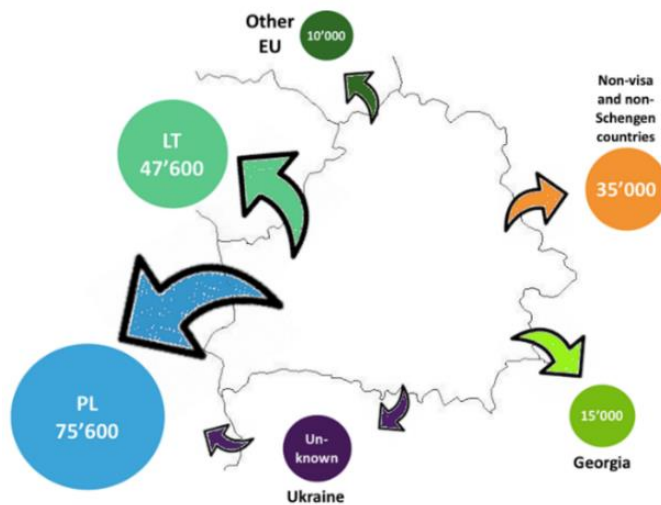 Other
EU
10'000
Non-visa
and non-
Schengen
countries
35'000
LT
47'600
PL
75'600
Un-
known
Ukraine
15'000
Georgia